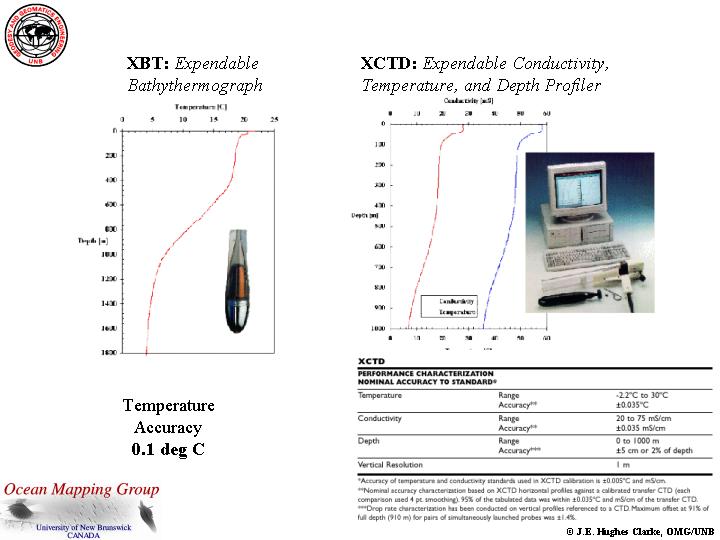 GEODESY AND GEOMATICS ENGINEERING
UNB
XBT: Expendable
Bathythermograph
XCTD: Expendable Conductivity,
Temperature, and Depth Profiler
Temperature [C]
0 5 10 15 20 25
0
200
400
600
800
Depth [m]
1000
1200
1400
1600
1800
Conductivity [mS]
0 10 20 30 40 50 60
0
100
200
300
400
Depth [m]
500
600
700
800
900
1000
Conductivity
Temperature
0 10 20 30 40 50 60
XCTD
PERFORMANCE CHARACTERIZATION
NOMINAL ACCURACY TO STANDARD*
Temperature Range -2.2°C to 30°C
Accuracy** ±0.035°C
Conductivity Range 20 to 75 mS/cm
Accuracy** ±0.035 mS/cm
Depth Range 0 to 1000 m
Accuracy*** ±5 cm or 2% of depth
Vertical Resolution 1 m
*Accuracy of temperature and conductivity standards used in XCTD calibration is ±0.005°C and mS/cm.
**Nominal accuracy characterization based on XCTD horizontal profiles against a calibrated transfer CTD (each
comparison used 4 pt. smoothing). 95% of the tabulated data was within ±0.035°C and mS/cm of the transfer CTD.
***Drop rate characterization has been conducted on vertical profiles referenced to a CTD. Maximum offset at 91% of
full depth (910 m) for pairs of simultaneously launched probes was ±1.4%.
Temperature
Accuracy
0.1 deg C
Ocean Mapping Group
University of New Brunswick
CANADA
© J.E. Hughes Clarke, OMG/UNB